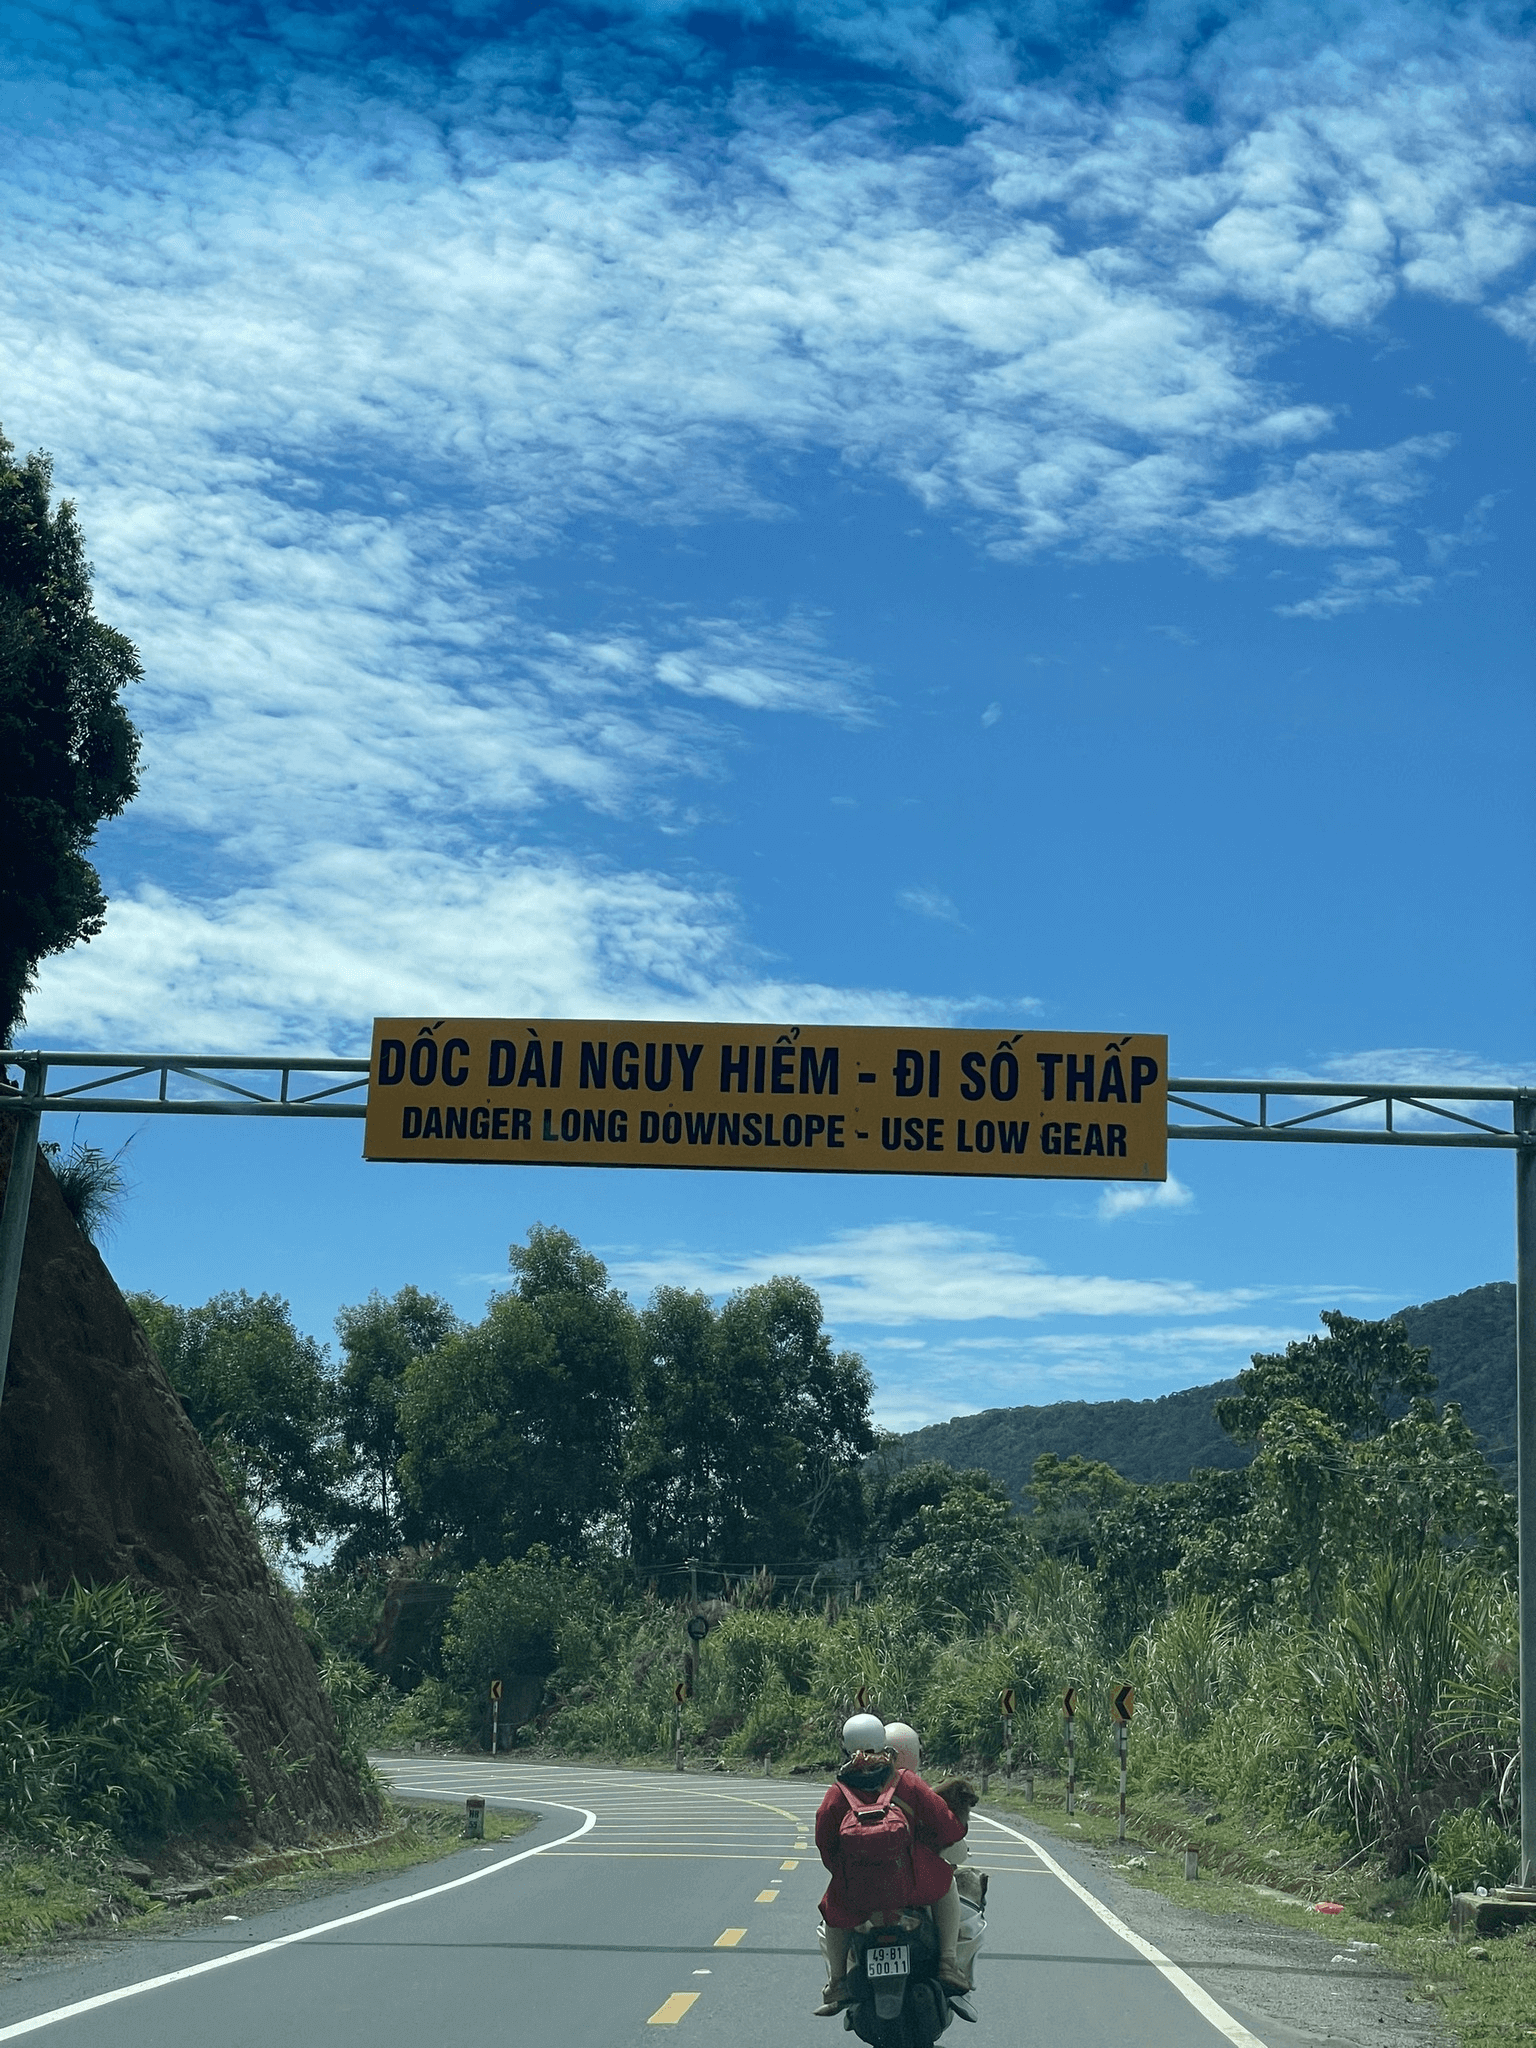 DỐC DÀI NGUY HIỂM - ĐI SỐ THẤP
DANGER LONG DOWNSLOPE - USE LOW GEAR
49-B1
500.11